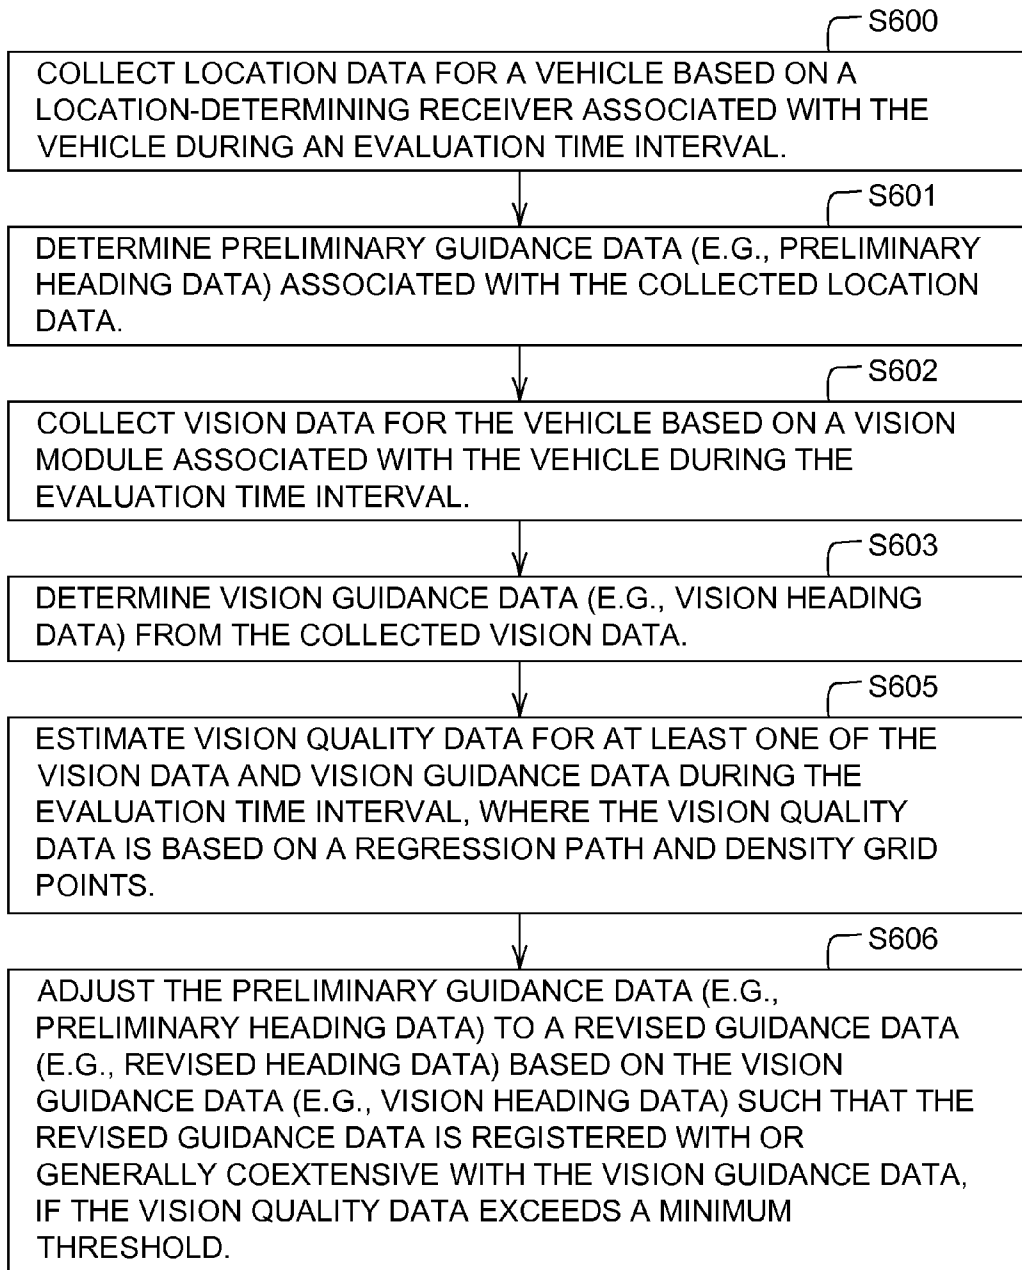 S600
COLLECT LOCATION DATA FOR A VEHICLE BASED ON A
LOCATION-DETERMINING RECEIVER ASSOCIATED WITH THE
VEHICLE DURING AN EVALUATION TIME INTERVAL.
S601
DETERMINE PRELIMINARY GUIDANCE DATA (E.G., PRELIMINARY
HEADING DATA) ASSOCIATED WITH THE COLLECTED LOCATION
DATA.
S602
COLLECT VISION DATA FOR THE VEHICLE BASED ON A VISION
MODULE ASSOCIATED WITH THE VEHICLE DURING THE
EVALUATION TIME INTERVAL.
S603
DETERMINE VISION GUIDANCE DATA (E.G., VISION HEADING
DATA) FROM THE COLLECTED VISION DATA.
S605
ESTIMATE VISION QUALITY DATA FOR AT LEAST ONE OF THE
VISION DATA AND VISION GUIDANCE DATA DURING THE
EVALUATION TIME INTERVAL, WHERE THE VISION QUALITY
DATA IS BASED ON A REGRESSION PATH AND DENSITY GRID
POINTS.
S606
ADJUST THE PRELIMINARY GUIDANCE DATA (E.G.,
PRELIMINARY HEADING DATA) TO A REVISED GUIDANCE DATA
(E.G., REVISED HEADING DATA) BASED ON THE VISION
GUIDANCE DATA (E.G., VISION HEADING DATA) SUCH THAT THE
REVISED GUIDANCE DATA IS REGISTERED WITH OR
GENERALLY COEXTENSIVE WITH THE VISION GUIDANCE DATA,
IF THE VISION QUALITY DATA EXCEEDS A MINIMUM
THRESHOLD.